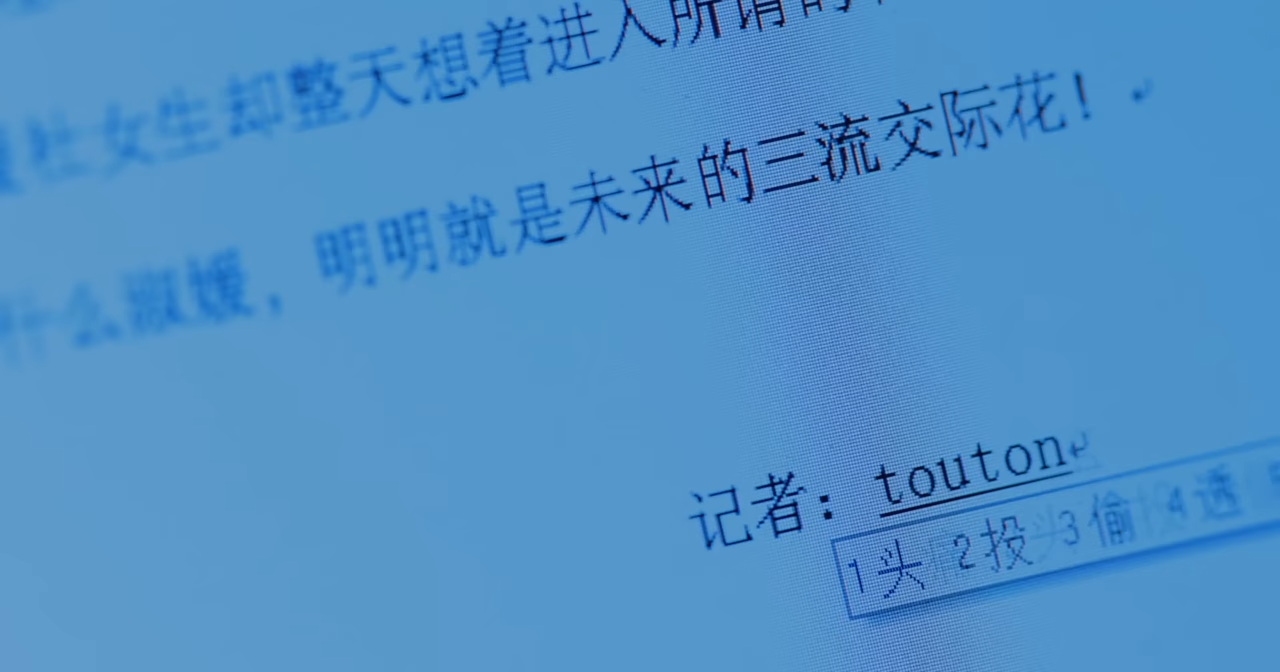 社女生却整天想着进入所谓的
什么淑媛，明明就是未来的三流交际花！
记者：touton
1头 2投 3偷 4透